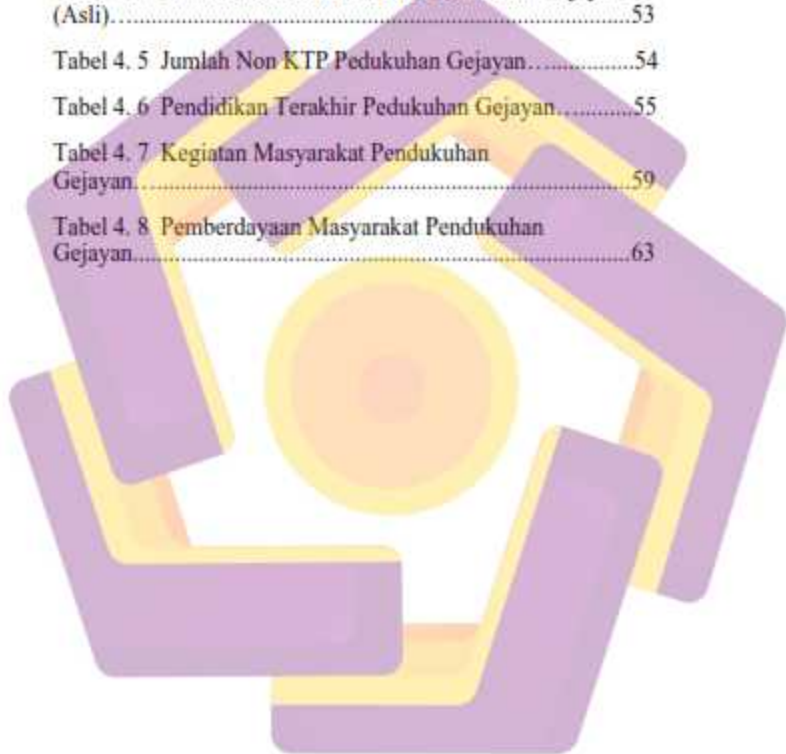 (Asli)…...........................................................................................53
Tabel 4. 5 Jumlah Non KTP Pedukuhan Gejayan…...............54
Tabel 4. 6 Pendidikan Terakhir Pedukuhan Gejayan…..........55
Tabel 4. 7 Kegiatan Masyarakat Pendukuhan
Gejayan…....................................................................................59
Tabel 4. 8 Pemberdayaan Masyarakat Pendukuhan
Gejayan.......................................................................................63